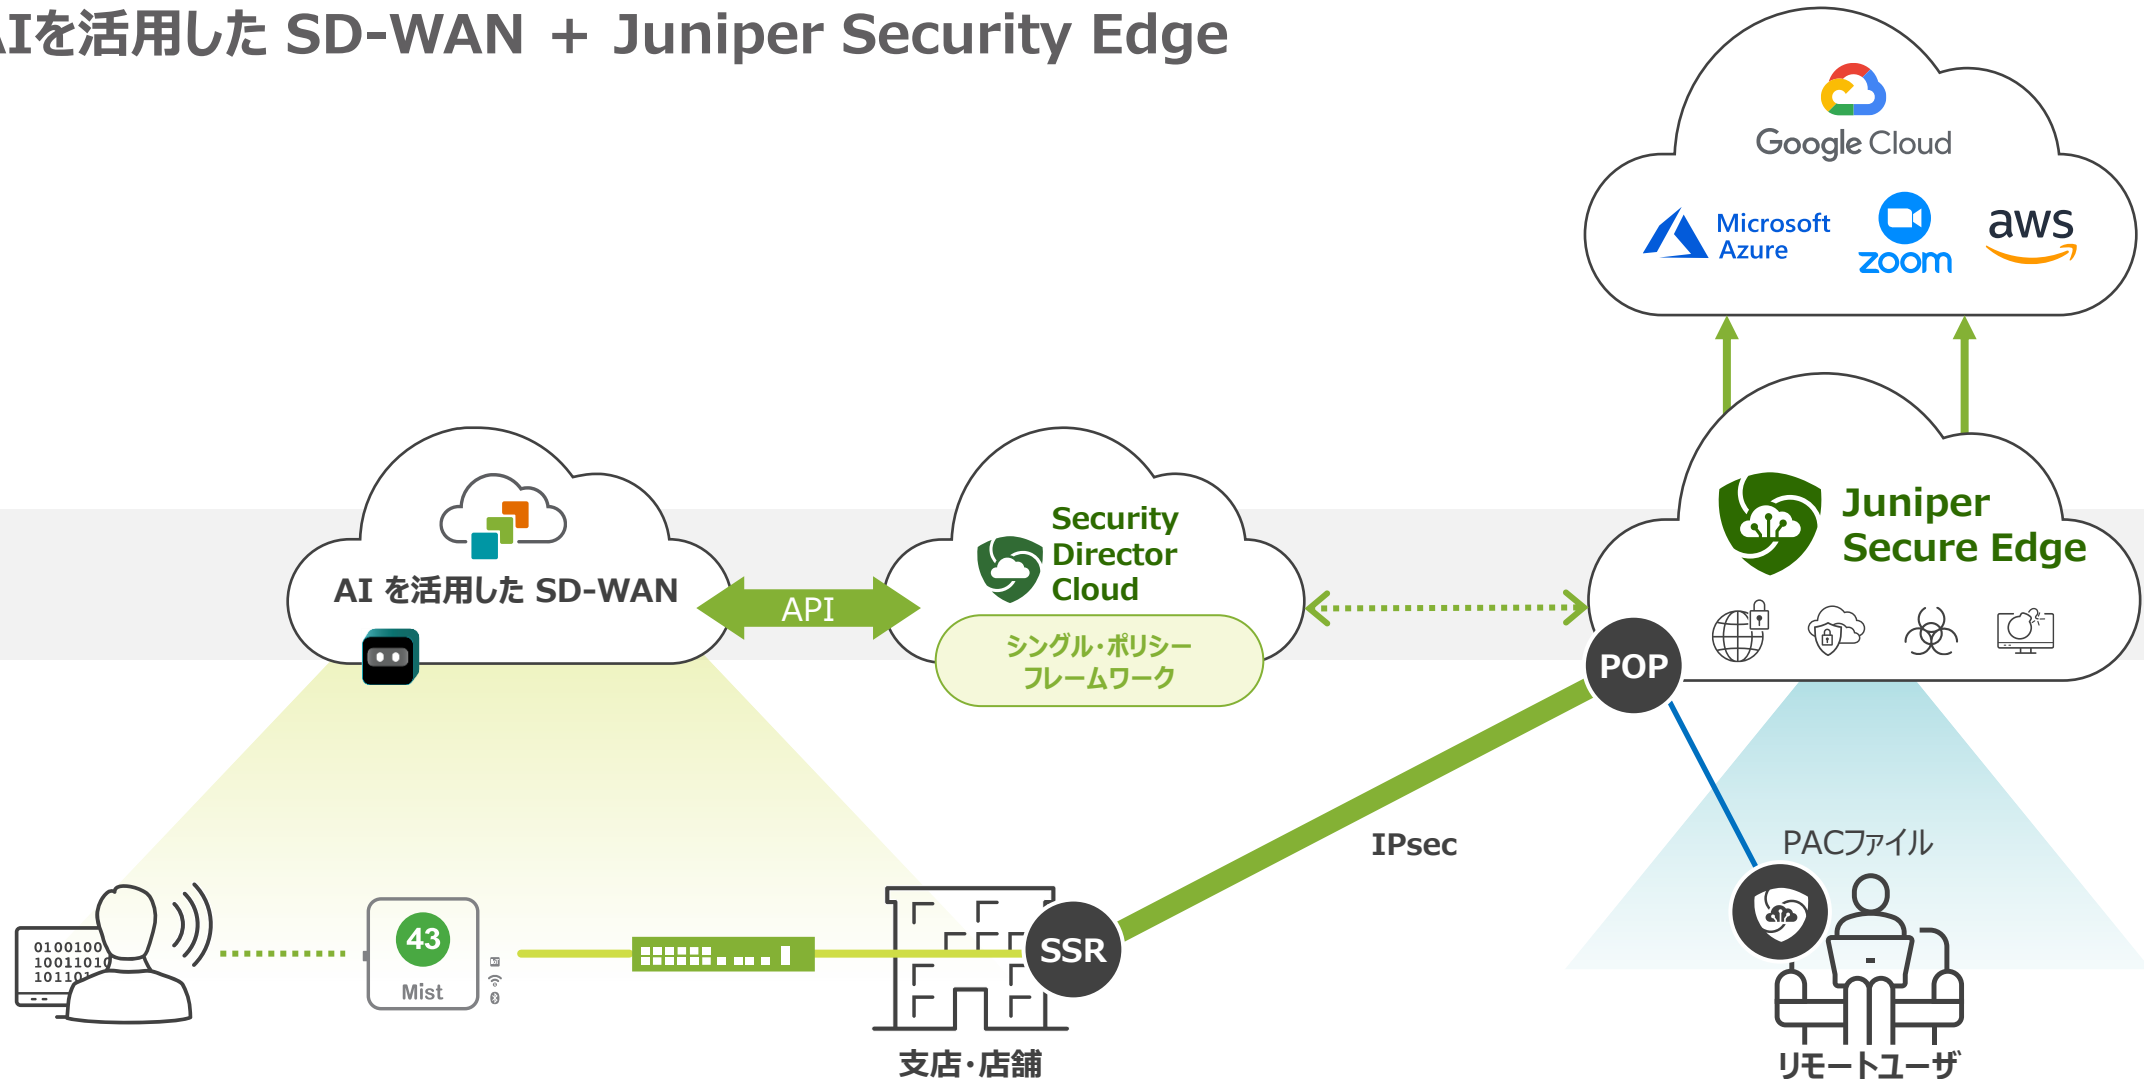 AIを活用した SD-WAN + Juniper Security Edge
Google Cloud
Microsoft
Azure
zoom
aws
AI を活用した SD-WAN
API
Security
Director
Cloud
シングル・ポリシー
フレームワーク
Juniper
Secure Edge
POP
IPsec
PACファイル
0100100
10011010
10110
43
Mist
SSR
支店・店舗
リモートユーザ